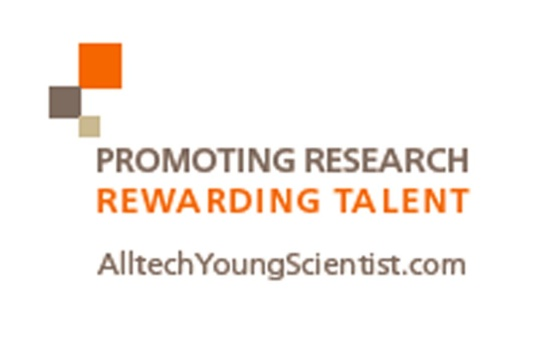 PROMOTING RESEARCH
REWARDING TALENT
AlltechYoungScientist.com